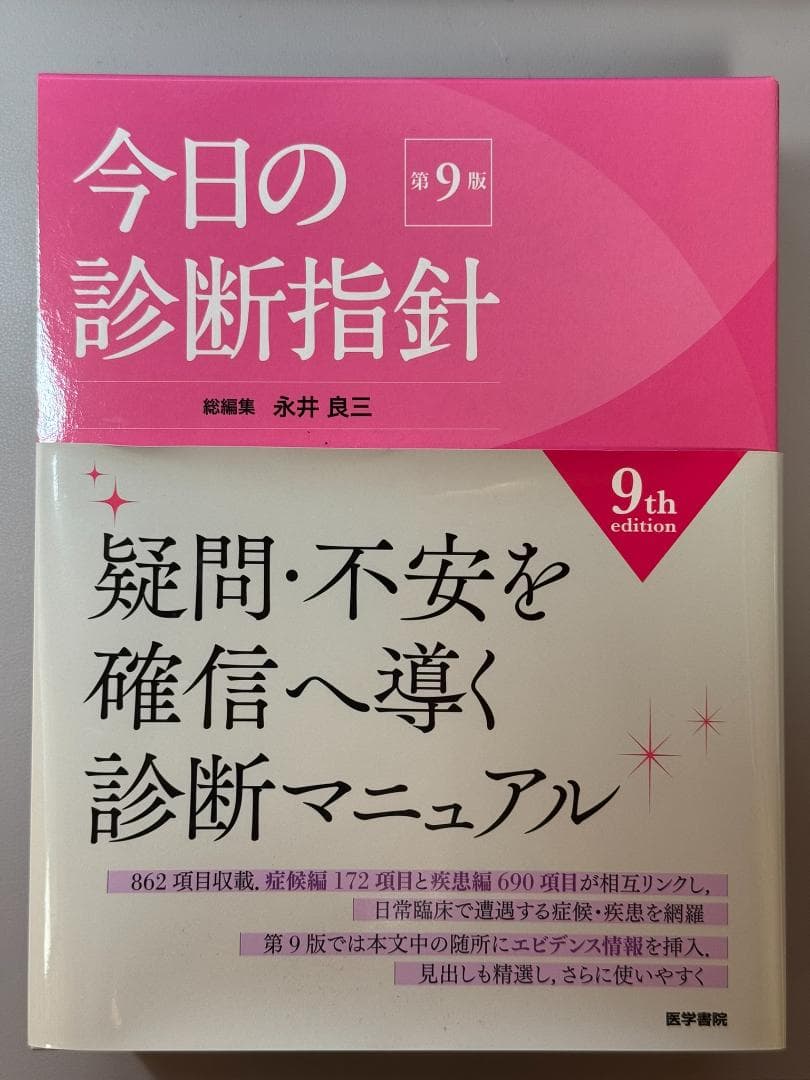 今日の
診断指針
第9版
総編集 永井 良三
9th
edition
疑問・不安を
確信へ導く
診断マニュアル
862項目収載．症候編172項目と疾患編690項目が相互リンクし，
日常臨床で遭遇する症候・疾患を網羅
第9版では本文中の随所にエビデンス情報を挿入．
見出しも精選し，さらに使いやすく
医学書院